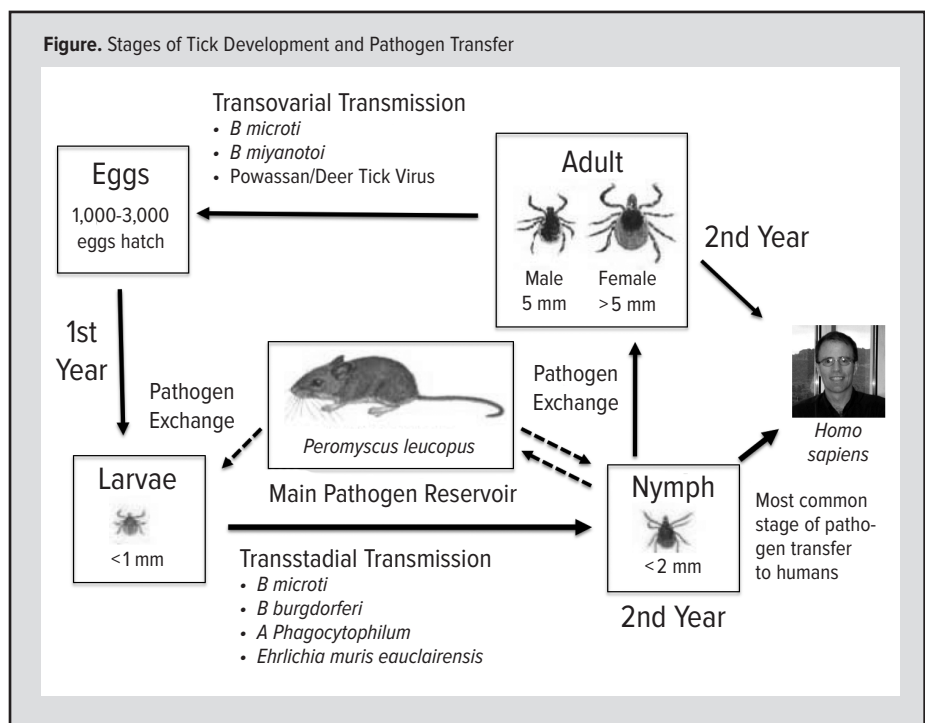 Figure. Stages of Tick Development and Pathogen Transfer
Transovarial Transmission
• B microti
• B miyanotoi
• Powassan/Deer Tick Virus
Eggs
1,000-3,000
eggs hatch
Adult
Male
5 mm
Female
>5 mm
2nd Year
1st
Year
Pathogen
Exchange
Peromyscus leucopus
Pathogen
Exchange
Homo
sapiens
Larvae
<1 mm
Main Pathogen Reservoir
Nymph
<2 mm
Most common
stage of patho-
gen transfer
to humans
Transstadial Transmission
• B microti
• B burgdorferi
• A Phagocytophilum
• Ehrlichia muris eauclairensis
2nd Year